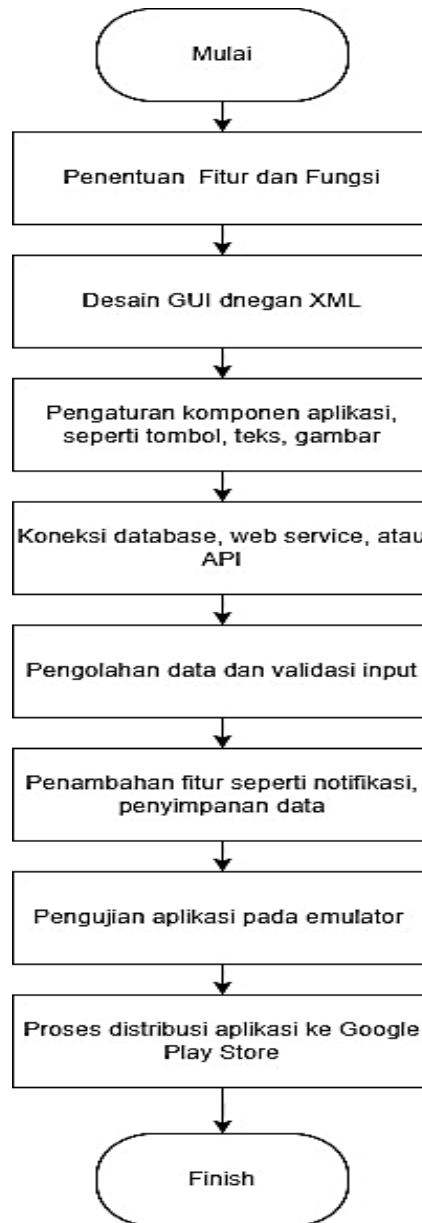 Mulai
Penentuan Fitur dan Fungsi
Desain GUI dnegan XML
Pengaturan komponen aplikasi,
seperti tombol, teks, gambar
Koneksi database, web service, atau
API
Pengolahan data dan validasi input
Penambahan fitur seperti notifikasi,
penyimpanan data
Pengujian aplikasi pada emulator
Proses distribusi aplikasi ke Google
Play Store
Finish